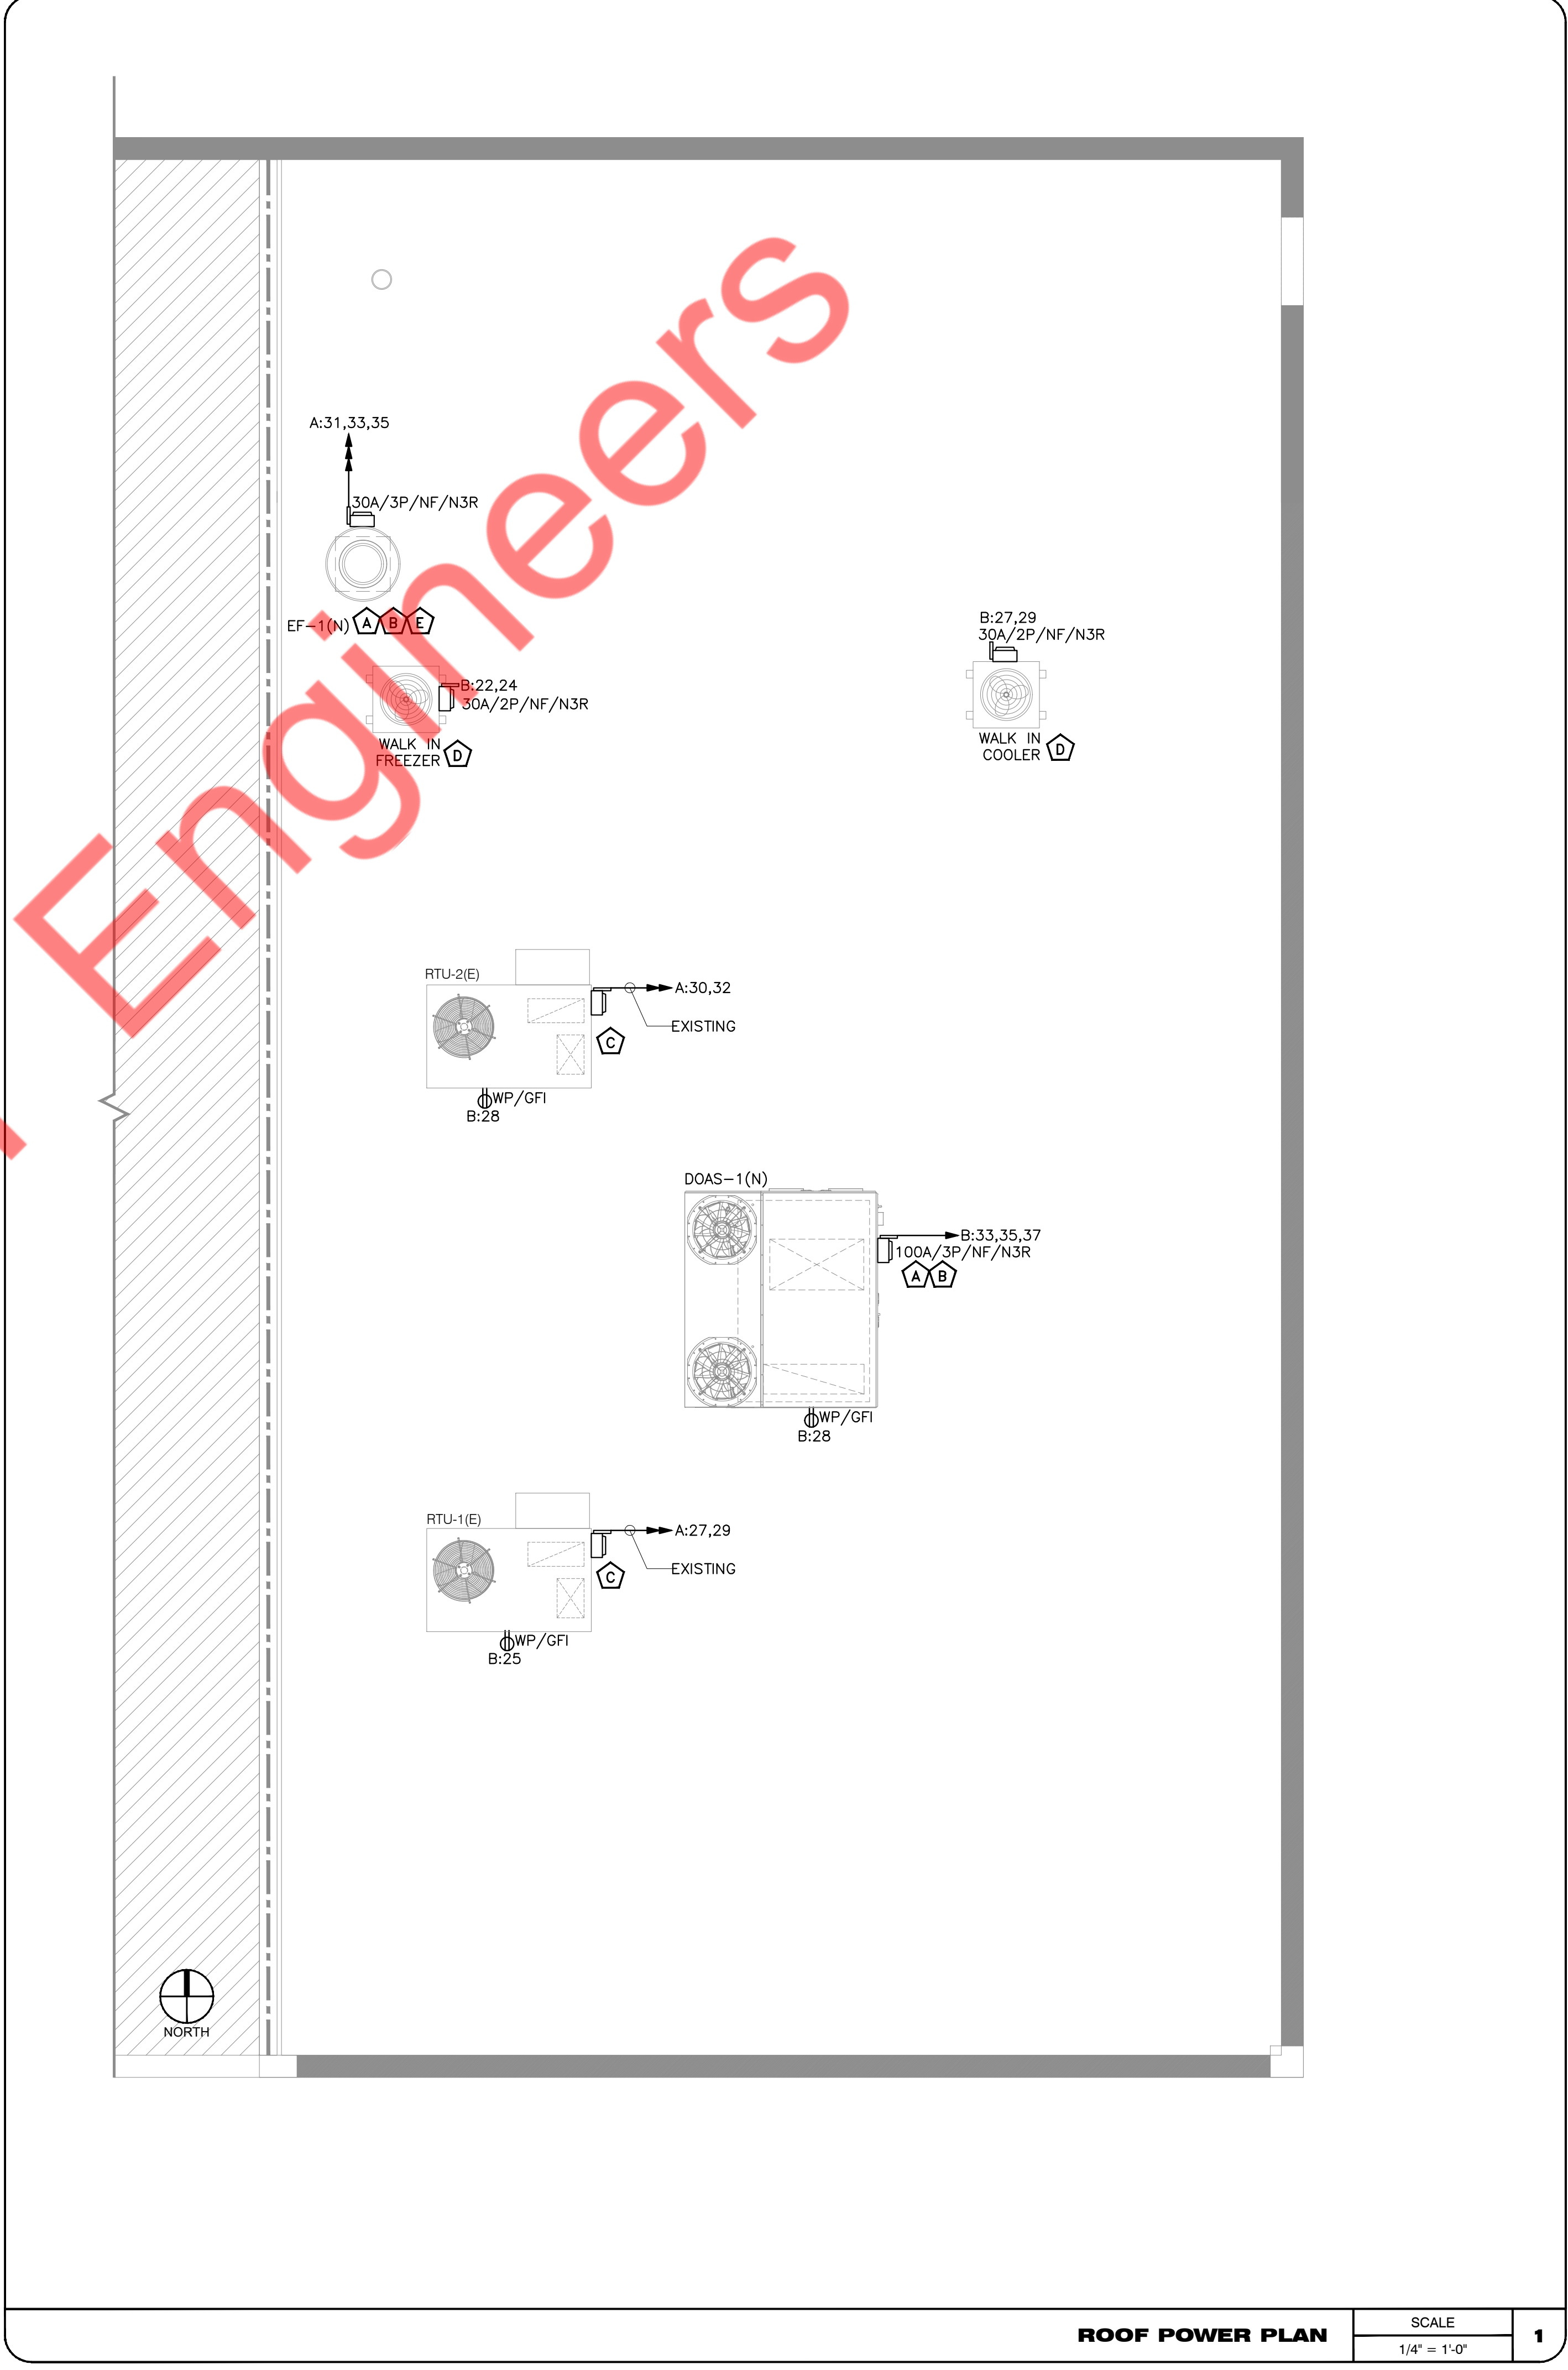 Engineers
A:31,33,35
30A/3P/NF/N3R
EF-1(N) A B E
B:22,24
30A/2P/NF/N3R
WALK IN
FREEZER D
B:27,29
30A/2P/NF/N3R
WALK IN
COOLER D
RTU-2(E)
A:30,32
EXISTING
C
WP/GFI
B:28
DOAS-1(N)
B:33,35,37
100A/3P/NF/N3R
A B
WP/GFI
B:28
RTU-1(E)
A:27,29
EXISTING
C
WP/GFI
B:25
NORTH
ROOF POWER PLAN
SCALE
1/4" = 1'-0"
1